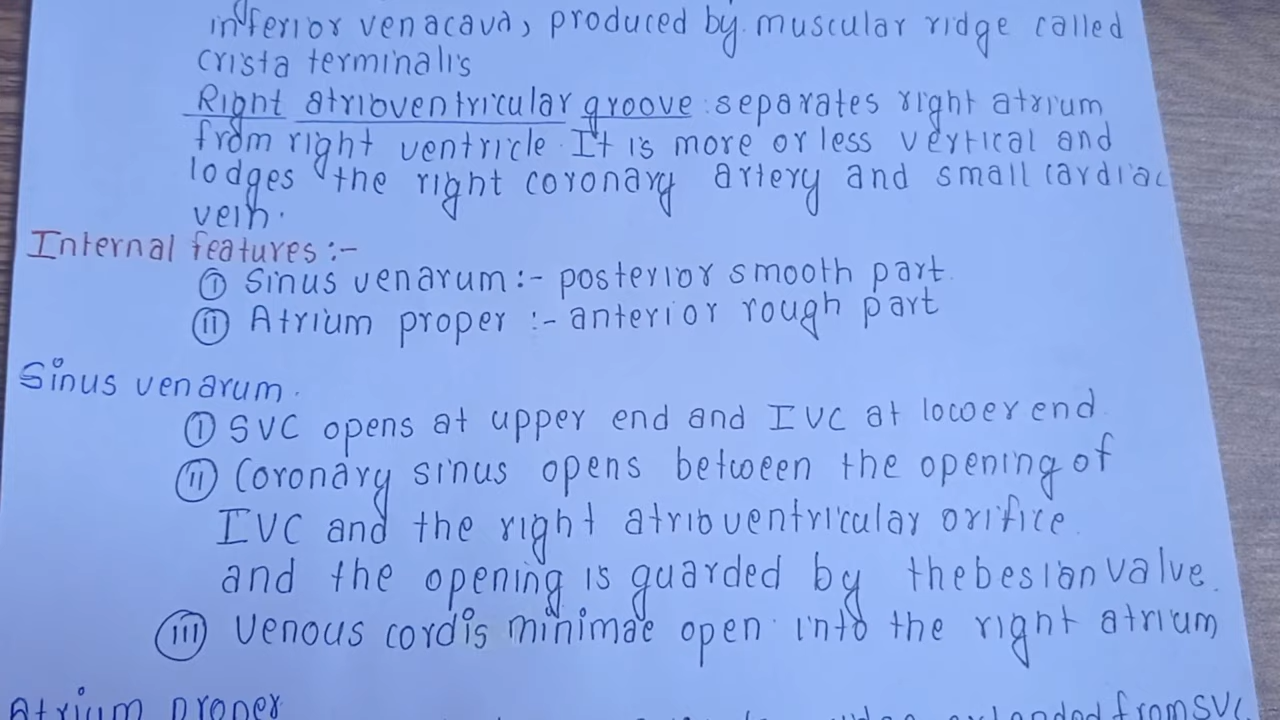 inferior venacava, produced by muscular ridge called
crista terminalis
Right atrioventricular groove : separates right atrium
from right ventricle. It is more or less vertical and
lodges the right coronary artery and small cardiac
vein.
Internal features :-
(i) Sinus venarum :- posterior smooth part.
(ii) Atrium proper :- anterior rough part
Sinus venarum.
(i) SVC opens at upper end and IVC at lower end.
(ii) Coronary sinus opens between the opening of
IVC and the right atrioventricular orifice.
and the opening is guarded by thebesian valve.
(iii) Venous cordis minimae open into the right atrium
Atrium proper
extended from SVC